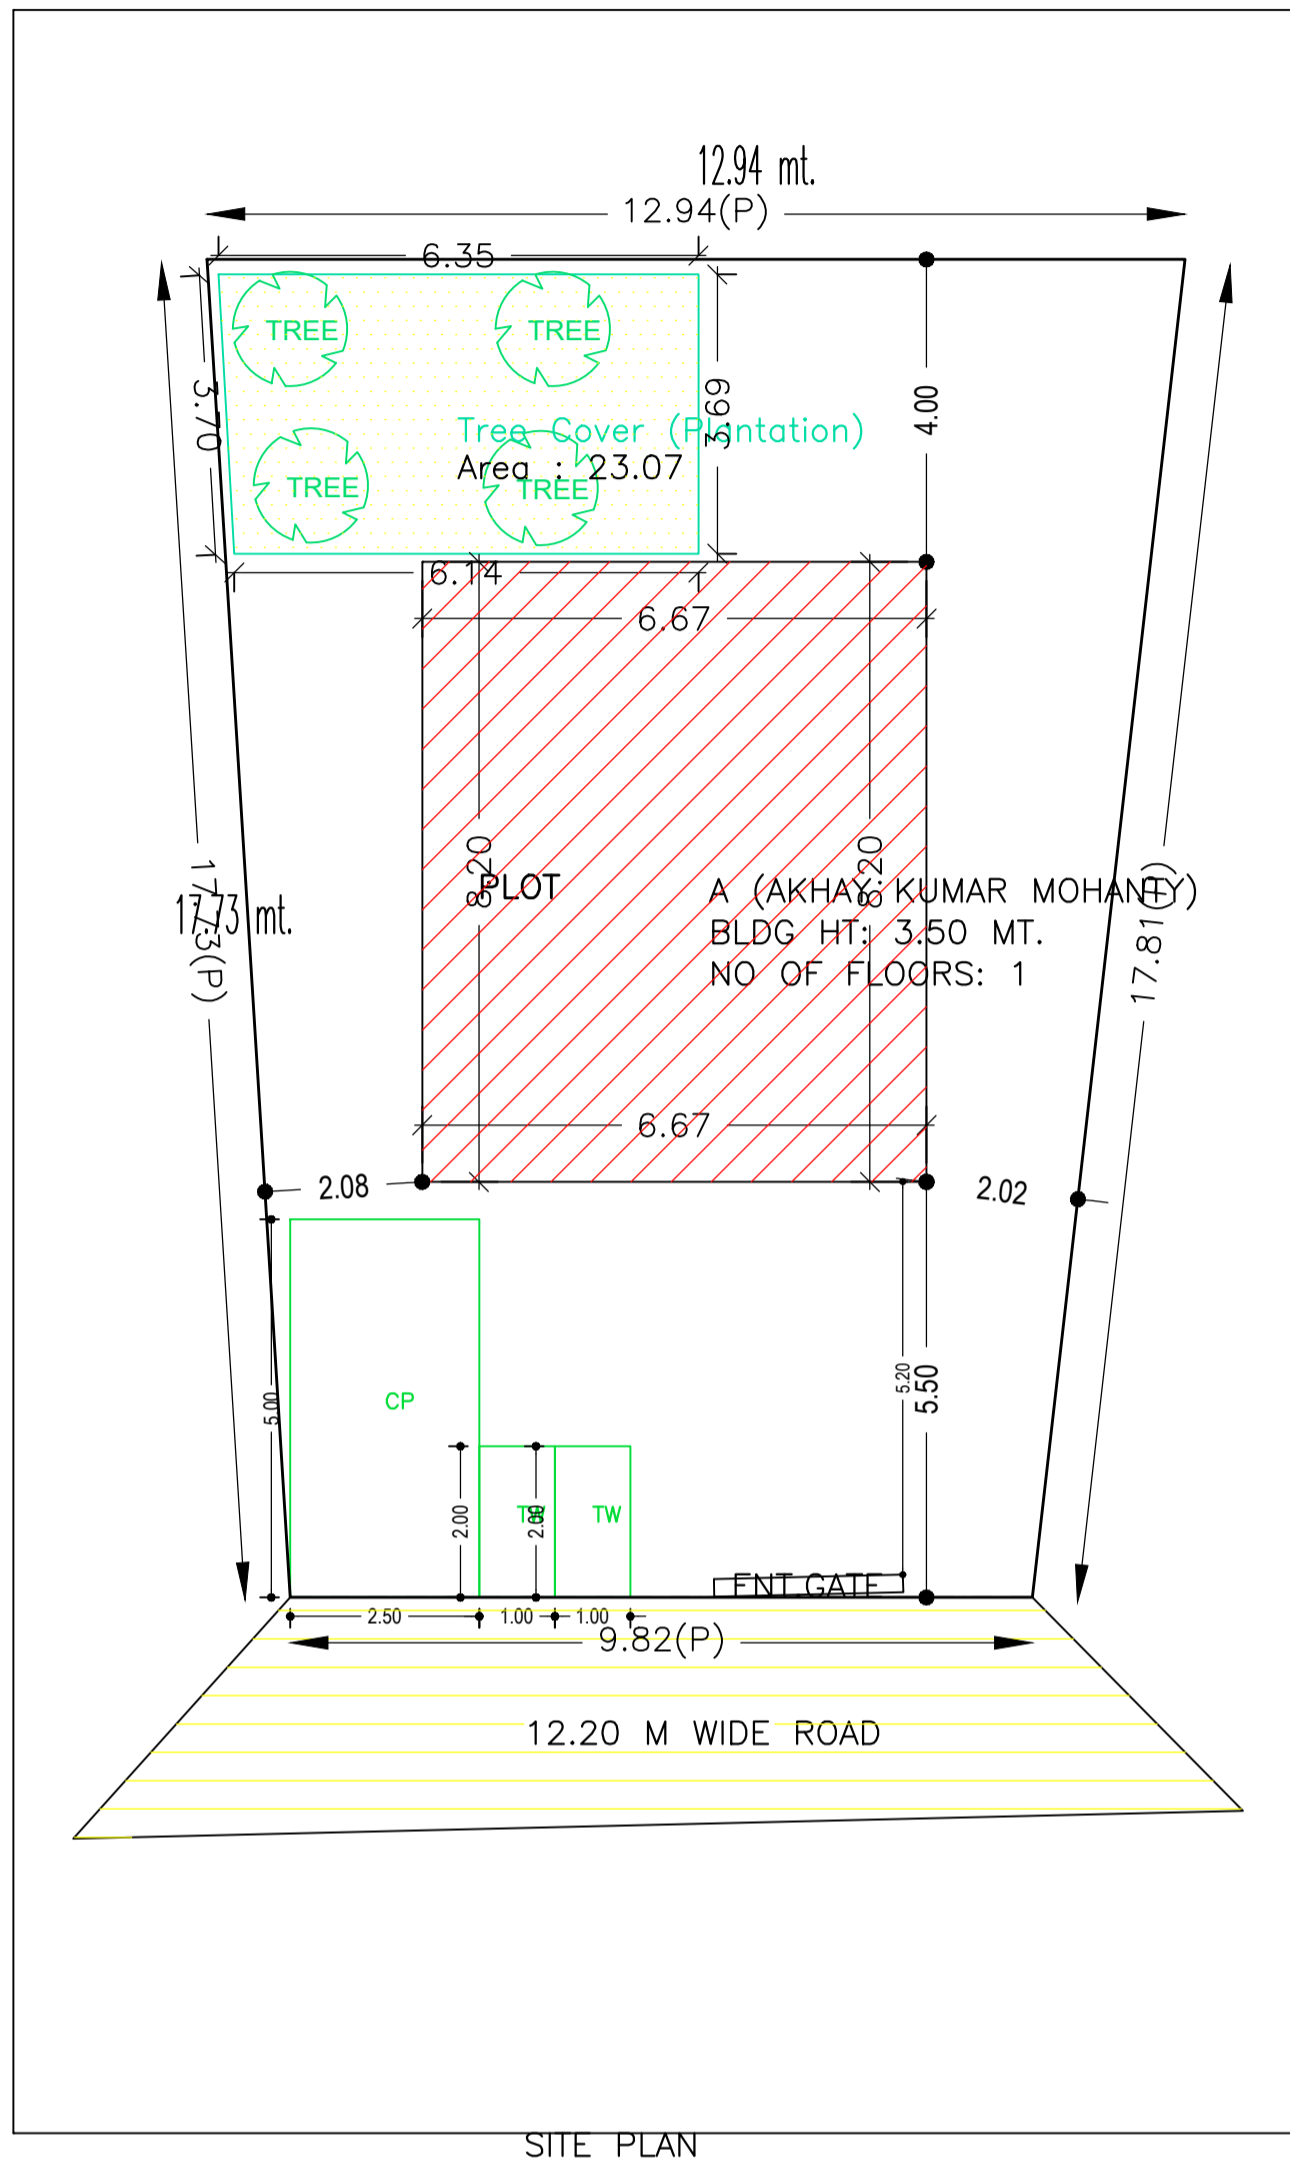 12.94 mt.
12.94(P)
6.35
TREE
TREE
3.70
3.69
4.00
Tree Cover (Plantation)
Area : 23.07
TREE
TREE
6.14
6.67
8.20
8.20
PLOT
A (AKHAY KUMAR MOHANTY)
BLDG HT: 3.50 MT.
NO OF FLOORS: 1
17.73 mt.
17.73(P)
17.81(P)
6.67
2.08
2.02
5.00
CP
5.20
5.50
2.00
TW
2.00
TW
ENT.GATE
2.50
1.00
1.00
9.82(P)
12.20 M WIDE ROAD
SITE PLAN